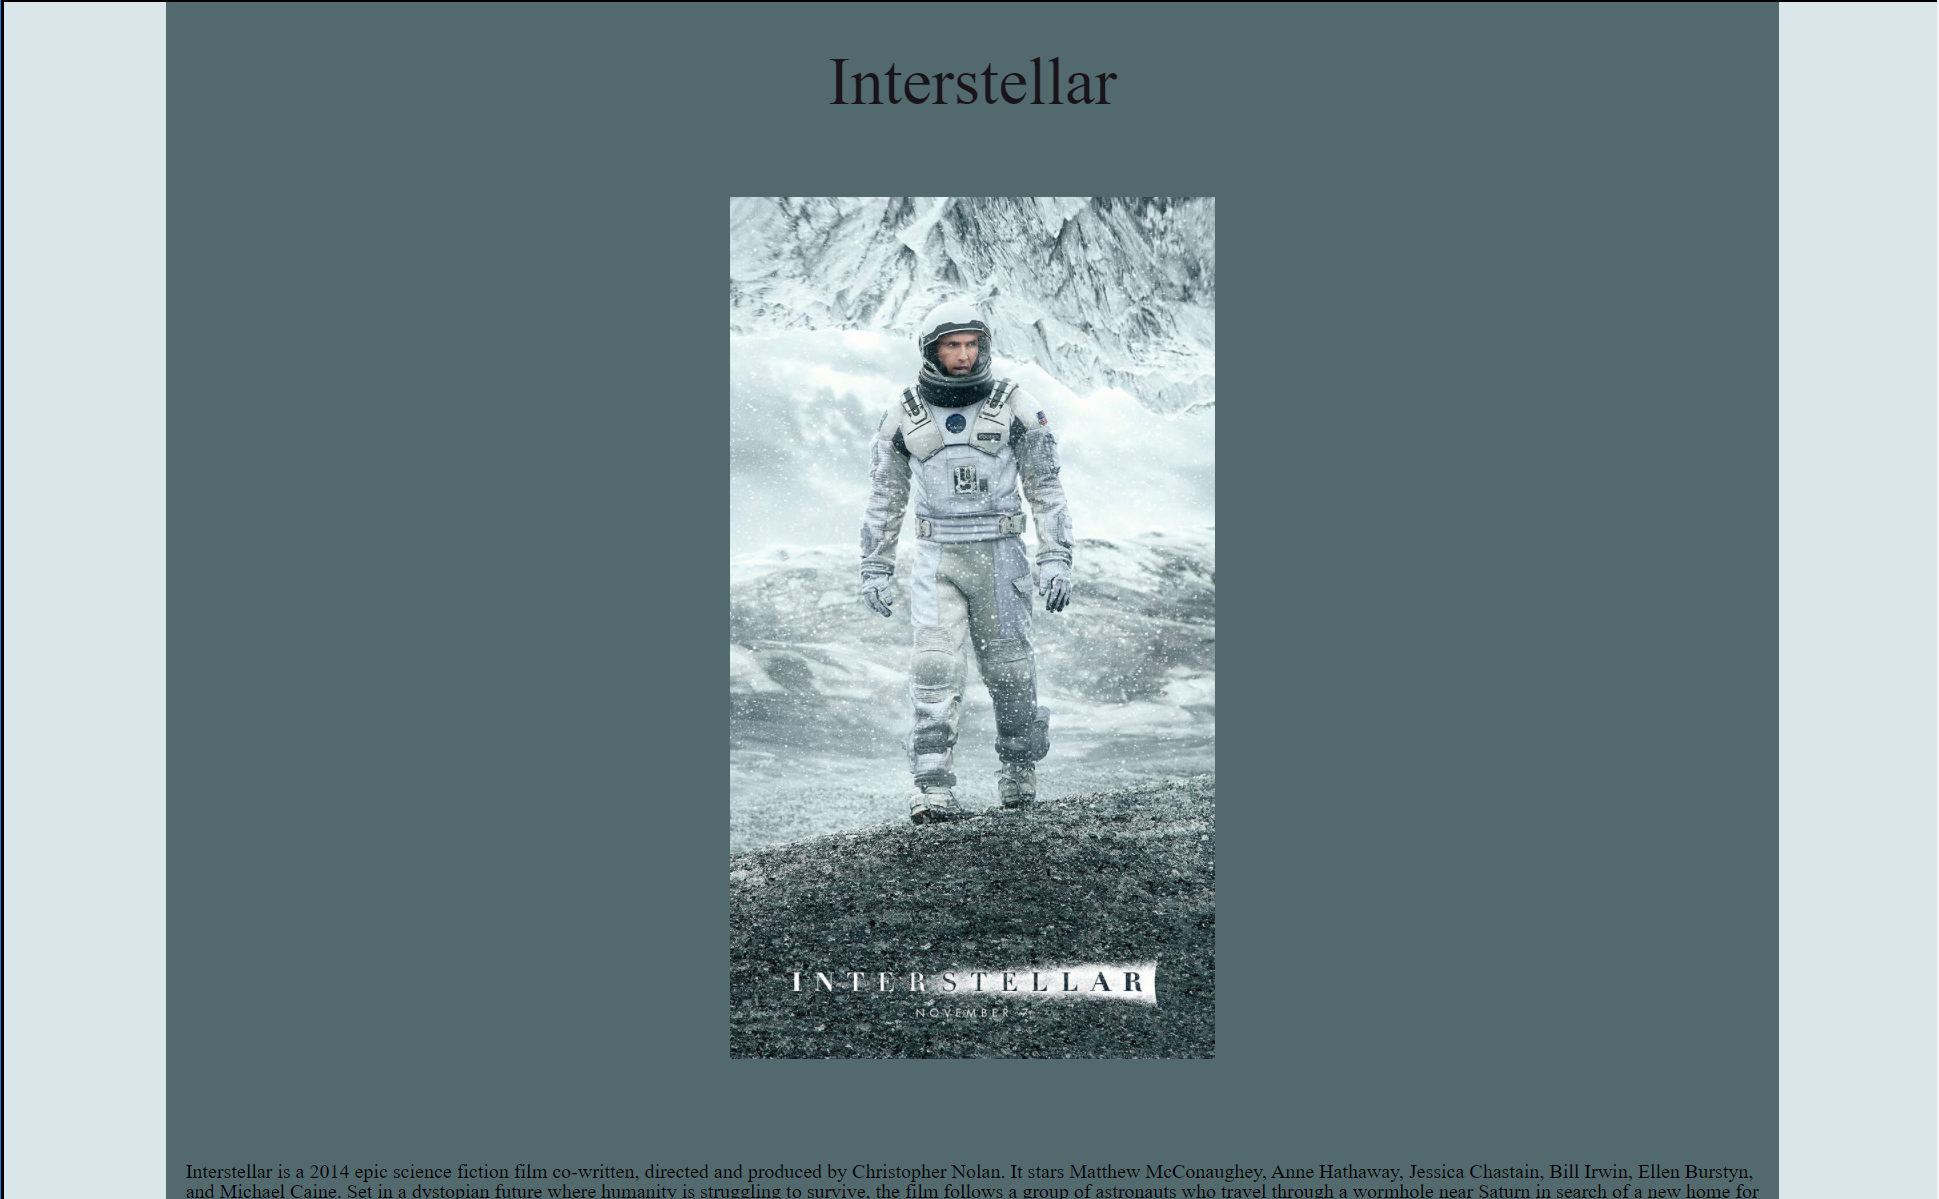 Interstellar
COOPER
INTERSTELLAR
NOVEMBER 7
Interstellar is a 2014 epic science fiction film co-written, directed and produced by Christopher Nolan. It stars Matthew McConaughey, Anne Hathaway, Jessica Chastain, Bill Irwin, Ellen Burstyn,
and Michael Caine. Set in a dystopian future where humanity is struggling to survive, the film follows a group of astronauts who travel through a wormhole near Saturn in search of a new home for